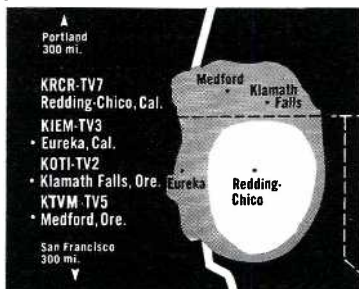 Portland
300 mi.
KRCR-TV7
Redding-Chico, Cal.
KIEM-TV3
• Eureka, Cal.
KOTI-TV2
• Klamath Falls, Ore.
KTVM-TV5
• Medford, Ore.
San Francisco
300 mi.
Medford
Klamath
Falls
Eureka
Redding-
Chico